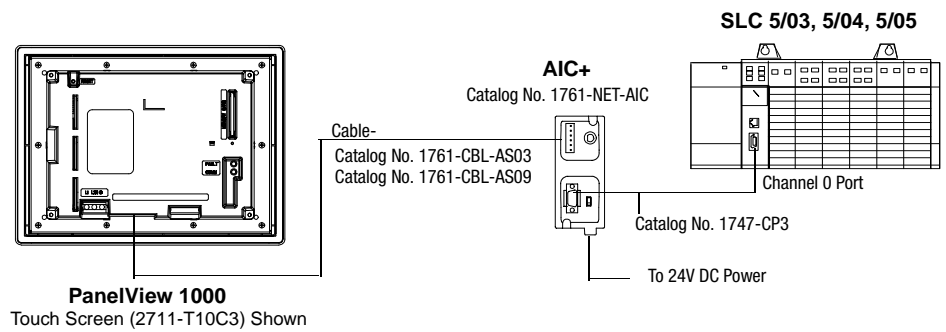 SLC 5/03, 5/04, 5/05
AIC+
Catalog No. 1761-NET-AIC
Cable-
Catalog No. 1761-CBL-AS03
Catalog No. 1761-CBL-AS09
Channel 0 Port
Catalog No. 1747-CP3
To 24V DC Power
PanelView 1000
Touch Screen (2711-T10C3) Shown